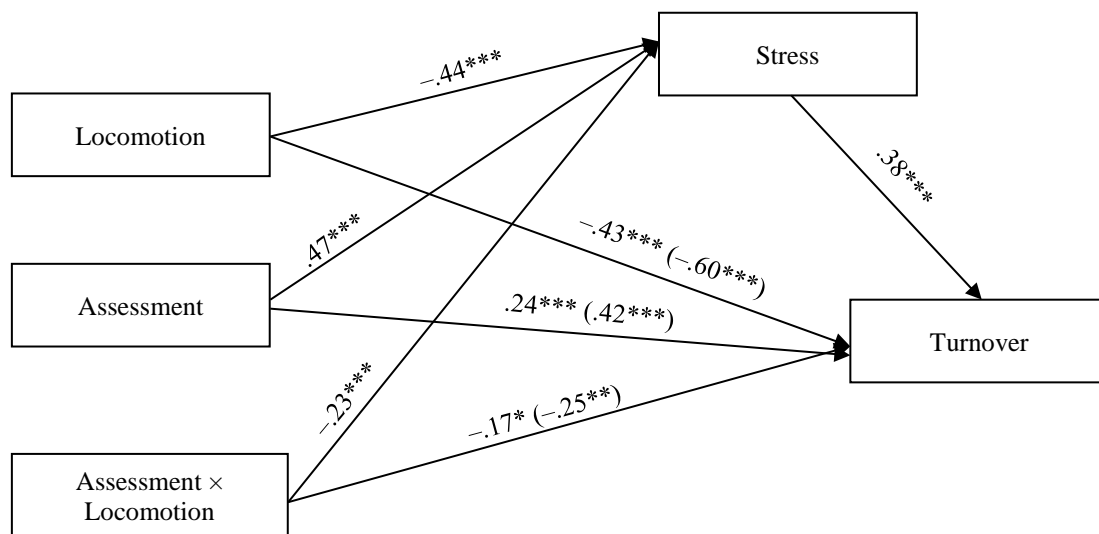 Stress
–.44***
Locomotion
.38***
.47***
–.43*** (–.60***)
Assessment
.24*** (.42***)
Turnover
–.23***
–.17* (–.25**)
Assessment ×
Locomotion